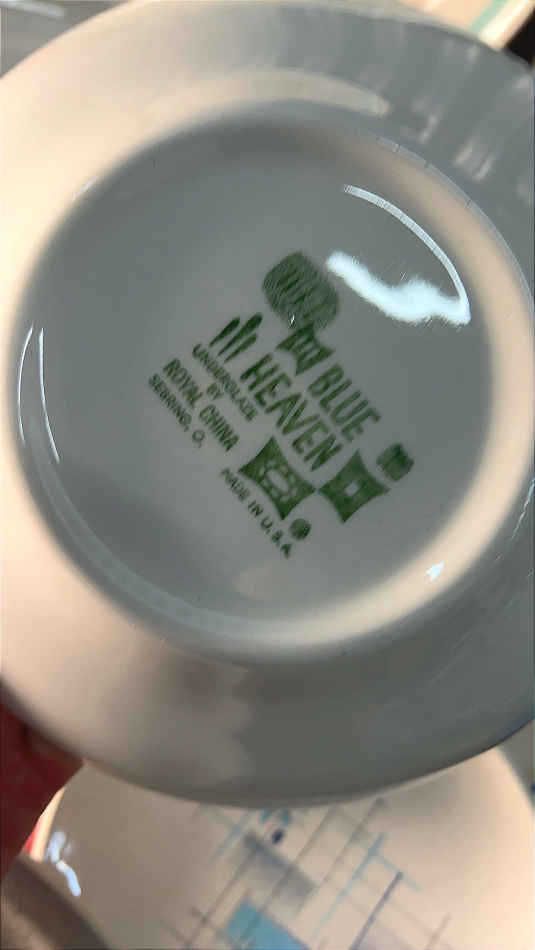 BLUE
HEAVEN
UNDERGLAZE
BY
ROYAL CHINA
SEBRING, O.
MADE IN U.S.A.